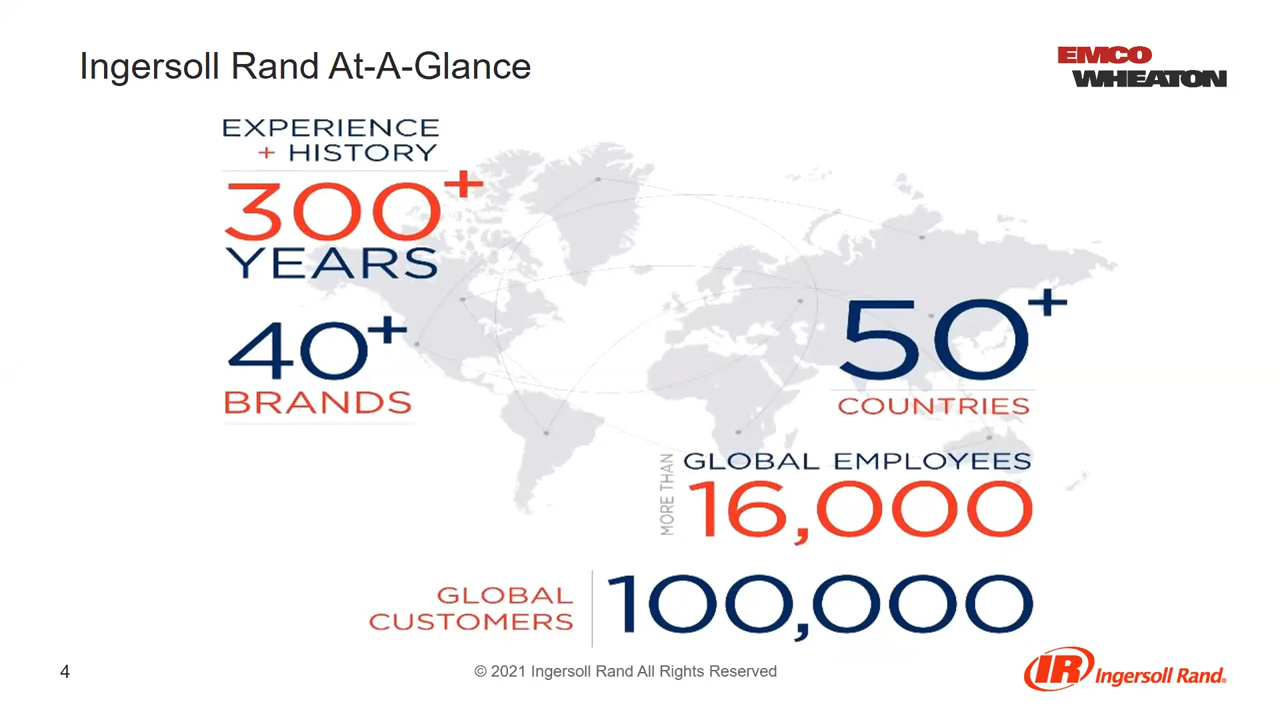 Ingersoll Rand At-A-Glance
EMCO
WHEATON
EXPERIENCE
+ HISTORY
300+
YEARS
40+
BRANDS
50+
COUNTRIES
MORE THAN
GLOBAL EMPLOYEES
16,000
GLOBAL
CUSTOMERS
100,000
4
© 2021 Ingersoll Rand All Rights Reserved
IR Ingersoll Rand®